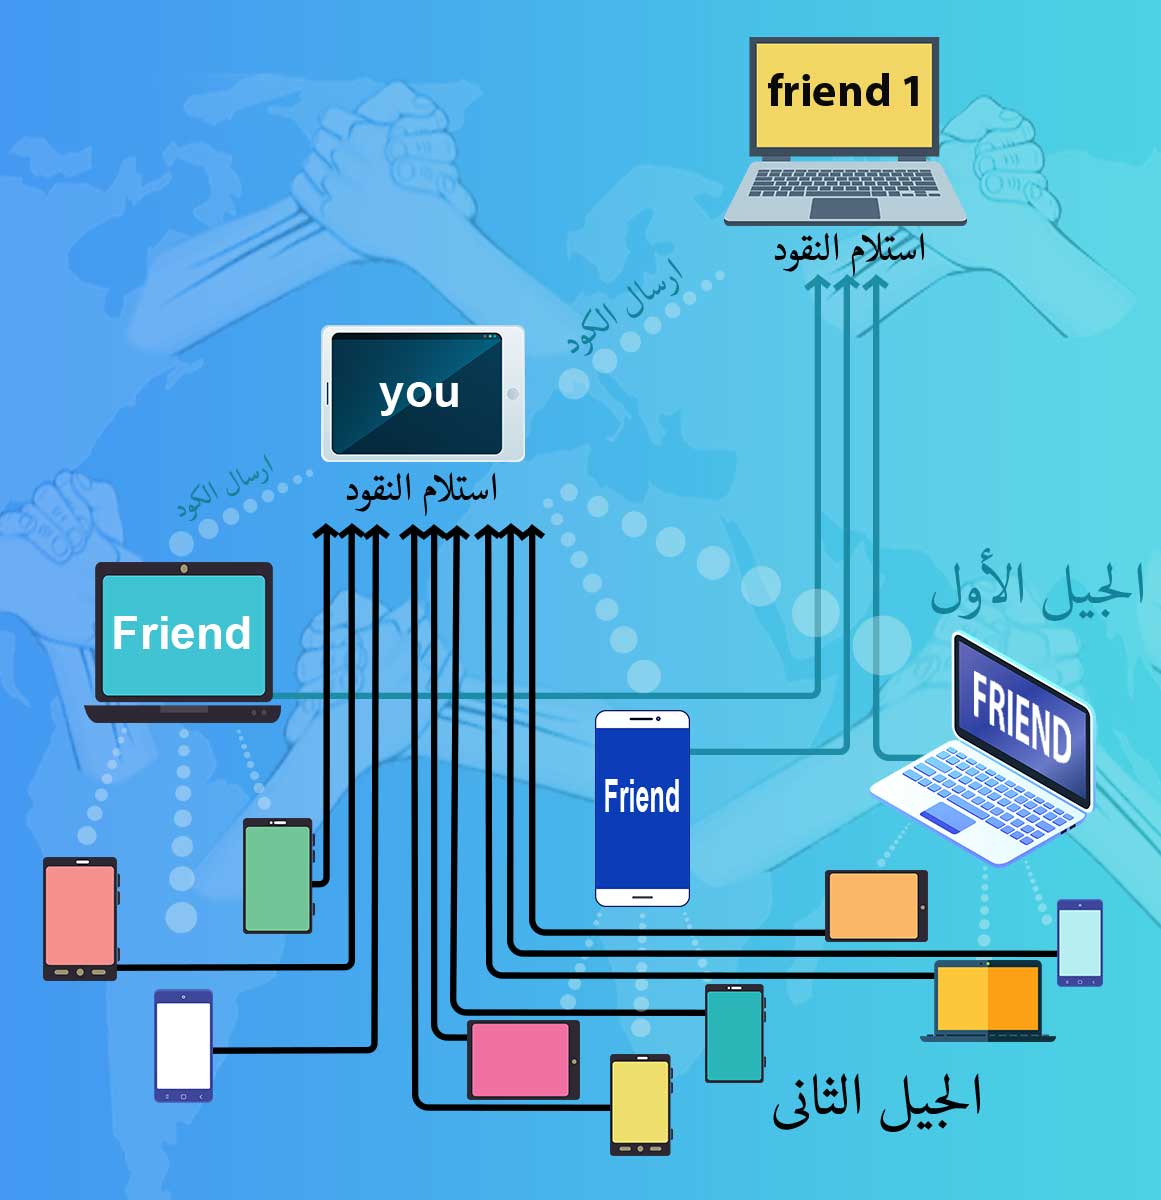 friend 1
استلام النقود
ارسال الكود
you
استلام النقود
ارسال الكود
الجيل الأول
Friend
FRIEND
Friend
الجيل الثانى